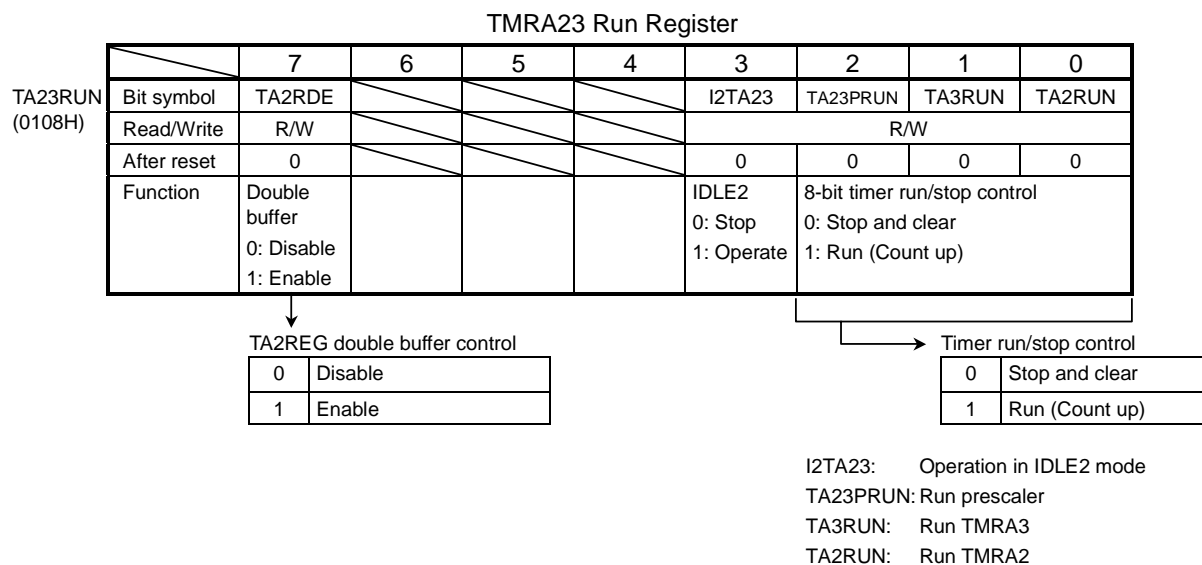 TMRA23 Run Register
7 6 5 4 3 2 1 0
TA23RUN Bit symbol TA2RDE I2TA23 TA23PRUN TA3RUN TA2RUN
(0108H) Read/Write R/W R/W
After reset 0 0 0 0 0
Function Double IDLE2 8-bit timer run/stop control
buffer 0: Stop 0: Stop and clear
0: Disable 1: Operate 1: Run (Count up)
1: Enable
TA2REG double buffer control Timer run/stop control
0 Disable 0 Stop and clear
1 Enable 1 Run (Count up)
I2TA23: Operation in IDLE2 mode
TA23PRUN: Run prescaler
TA3RUN: Run TMRA3
TA2RUN: Run TMRA2